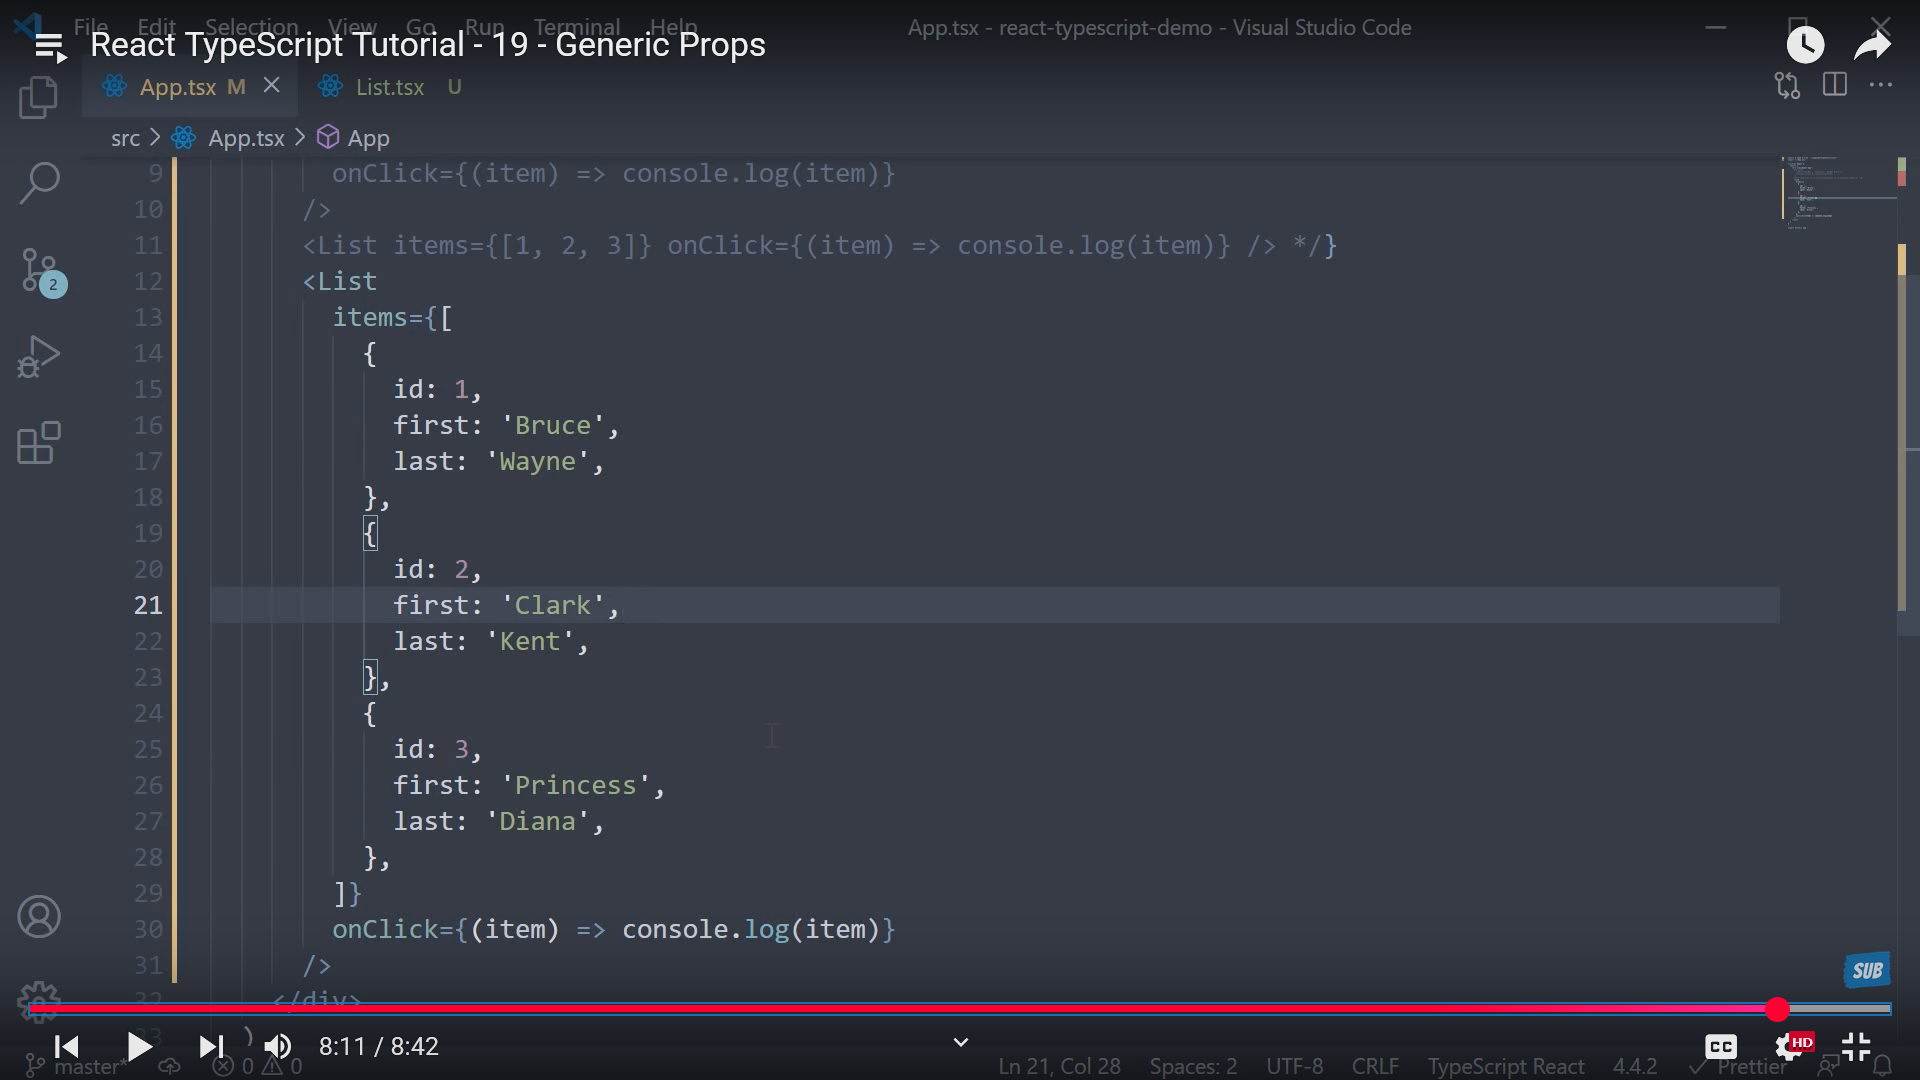 File Edit Selection View Go Run Terminal Help App.tsx - react-typescript-demo - Visual Studio Code
React TypeScript Tutorial - 19 - Generic Props
App.tsx M List.tsx U
src > App.tsx > App
9 onClick={(item) => console.log(item)}
10 />
11 <List items={[1, 2, 3]} onClick={(item) => console.log(item)} /> */}
12 <List
13 items={[
14 {
15 id: 1,
16 first: 'Bruce',
17 last: 'Wayne',
18 },
19 {
20 id: 2,
21 first: 'Clark',
22 last: 'Kent',
23 },
24 {
25 id: 3,
26 first: 'Princess',
27 last: 'Diana',
28 },
29 ]}
30 onClick={(item) => console.log(item)}
31 />
32 </div>
33 )
2
SUB
8:11 / 8:42
CC HD
master* 0 0 Ln 21, Col 28 Spaces: 2 UTF-8 CRLF TypeScript React 4.4.2 Prettier